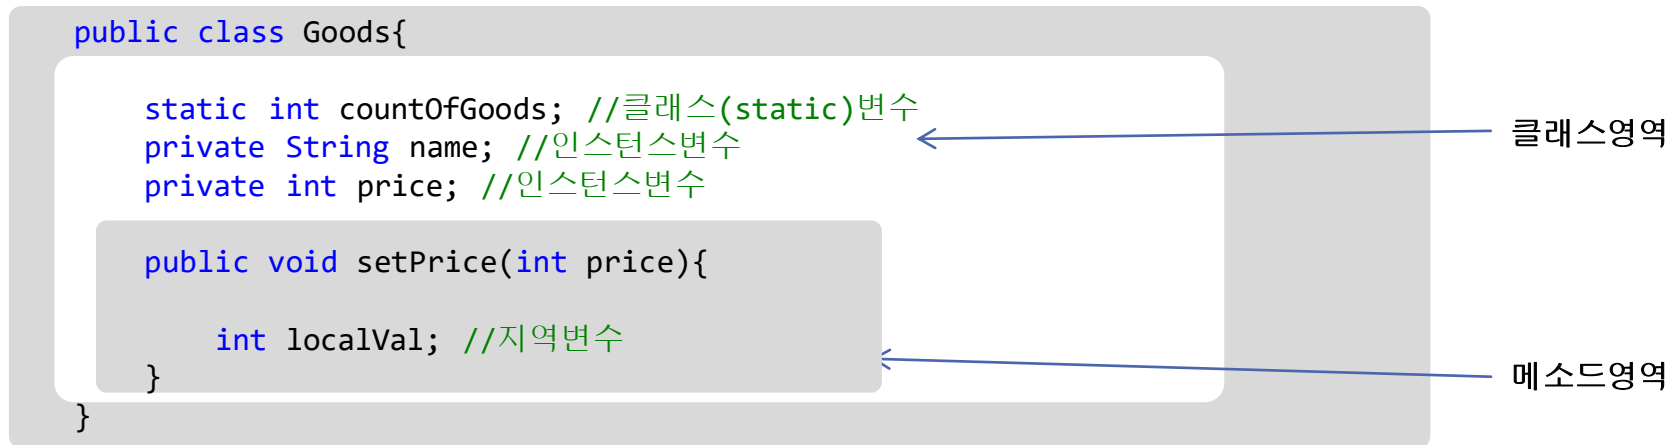 public class Goods{
static int countOfGoods; //클래스(static)변수
클래스영역
private String name; //인스턴스변수
private int price; //인스턴스변수
public void setPrice(int price){
int localVal; //지역변수
}
메소드영역
}